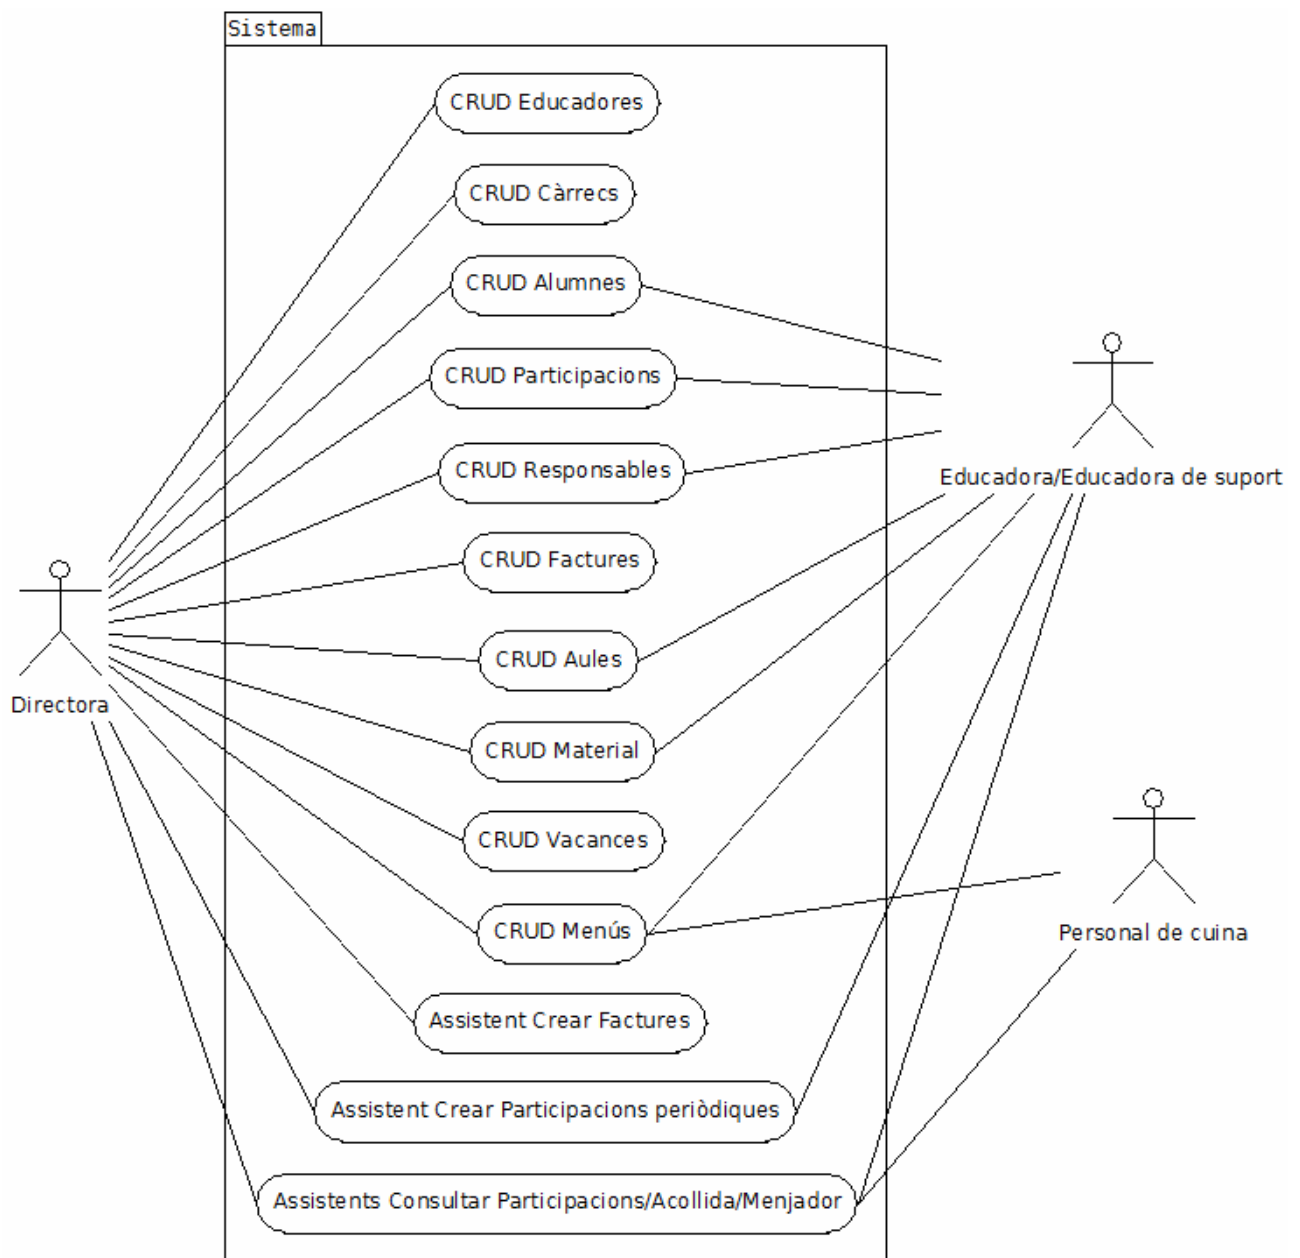 Sistema
CRUD Educadores
CRUD Càrrecs
CRUD Alumnes
CRUD Participacions
CRUD Responsables
Educadora/Educadora de suport
CRUD Factures
CRUD Aules
Directora
CRUD Material
CRUD Vacances
CRUD Menús
Personal de cuina
Assistent Crear Factures
Assistent Crear Participacions periòdiques
Assistents Consultar Participacions/Acollida/Menjador